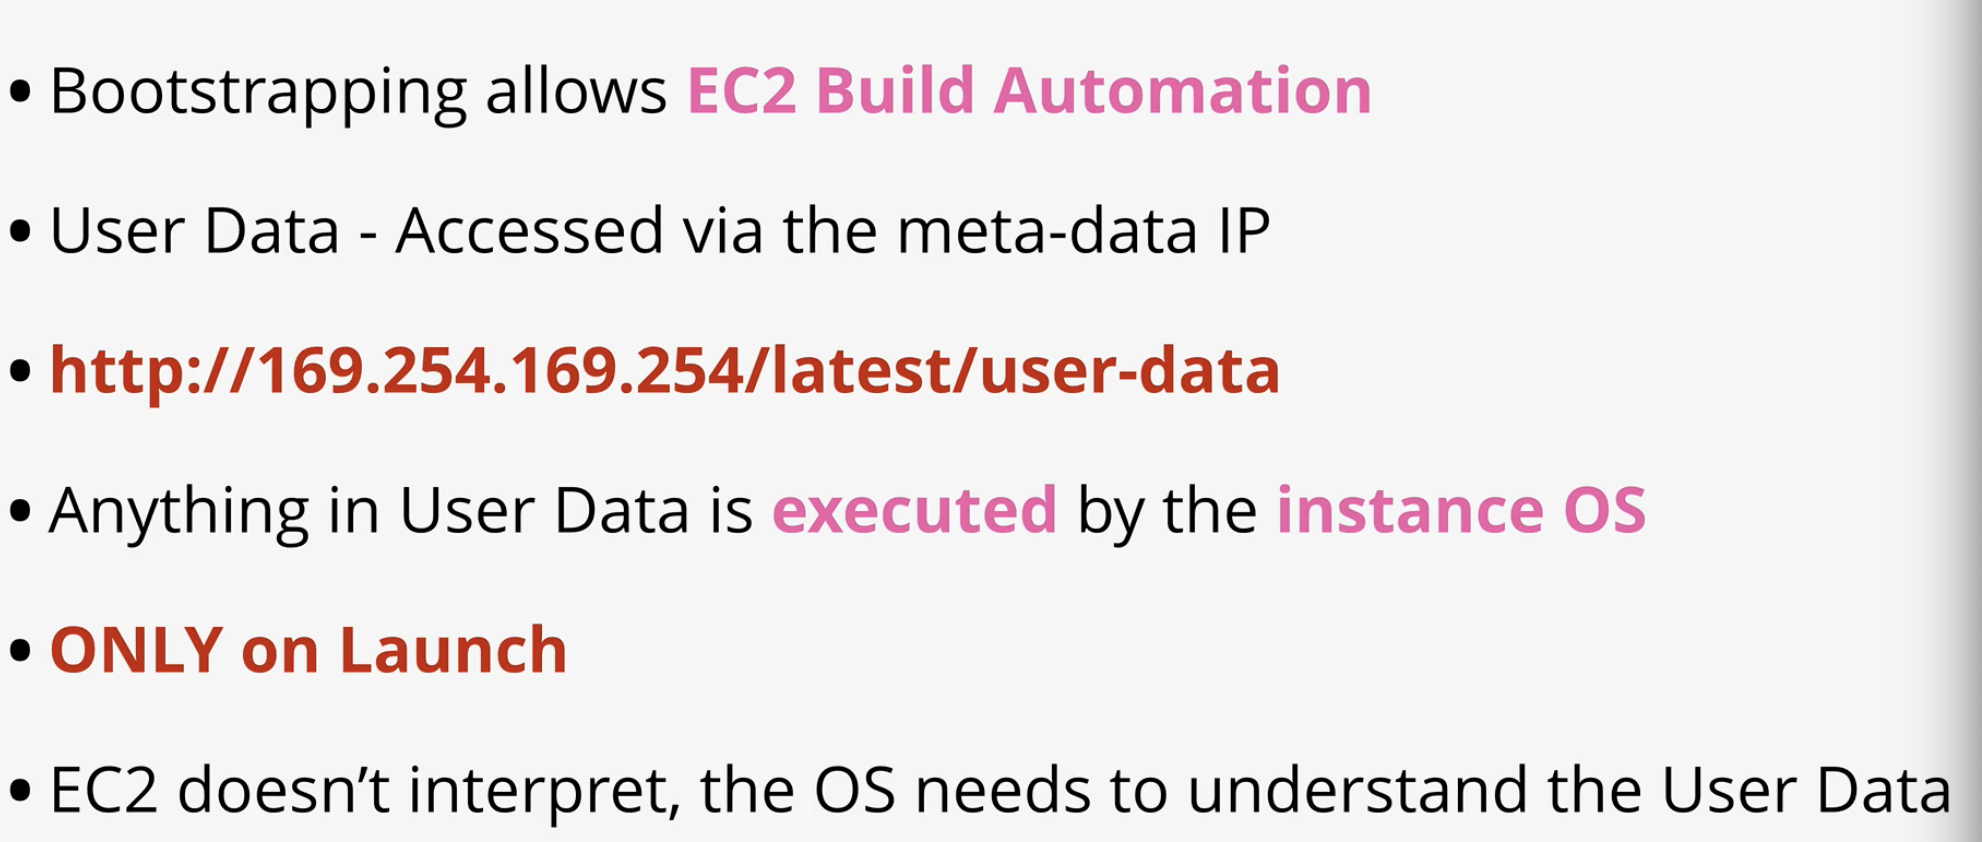 • Bootstrapping allows EC2 Build Automation
• User Data - Accessed via the meta-data IP
• http://169.254.169.254/latest/user-data
• Anything in User Data is executed by the instance OS
• ONLY on Launch
• EC2 doesn’t interpret, the OS needs to understand the User Data